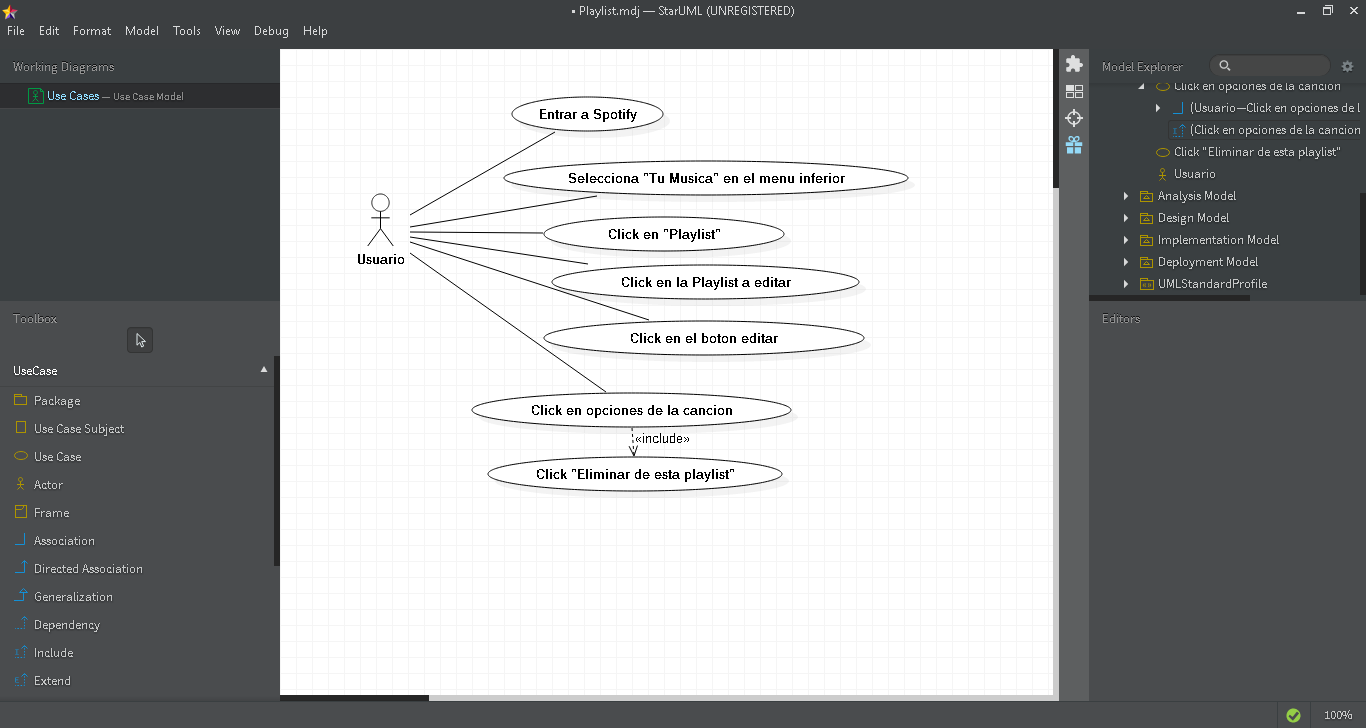 • Playlist.mdj — StarUML (UNREGISTERED)
File Edit Format Model Tools View Debug Help
Working Diagrams
Use Cases — Use Case Model
Toolbox
UseCase
Package
Use Case Subject
Use Case
Actor
Frame
Association
Directed Association
Generalization
Dependency
Include
Extend
Entrar a Spotify
Selecciona "Tu Musica" en el menu inferior
Click en "Playlist"
Click en la Playlist a editar
Click en el boton editar
Click en opciones de la cancion
«include»
Click "Eliminar de esta playlist"
Usuario
Model Explorer
Click en opciones de la cancion
(Usuario—Click en opciones de l
(Click en opciones de la cancion
Click "Eliminar de esta playlist"
Usuario
Analysis Model
Design Model
Implementation Model
Deployment Model
UMLStandardProfile
Editors
100%